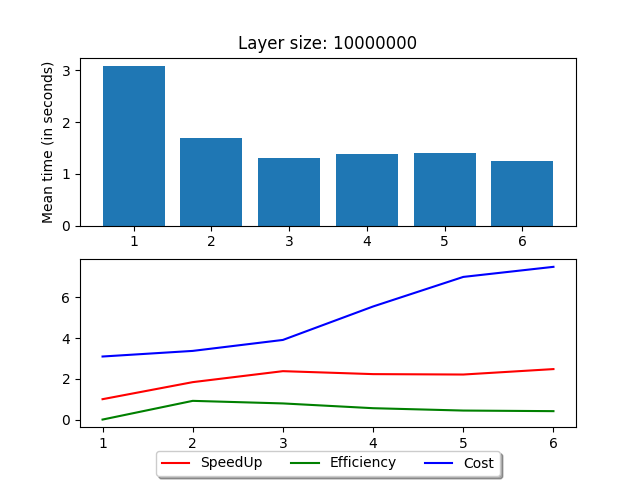 Layer size: 10000000
Mean time (in seconds)
3
2
1
0
1 2 3 4 5 6
6
4
2
0
1 2 3 4 5 6
SpeedUp Efficiency Cost